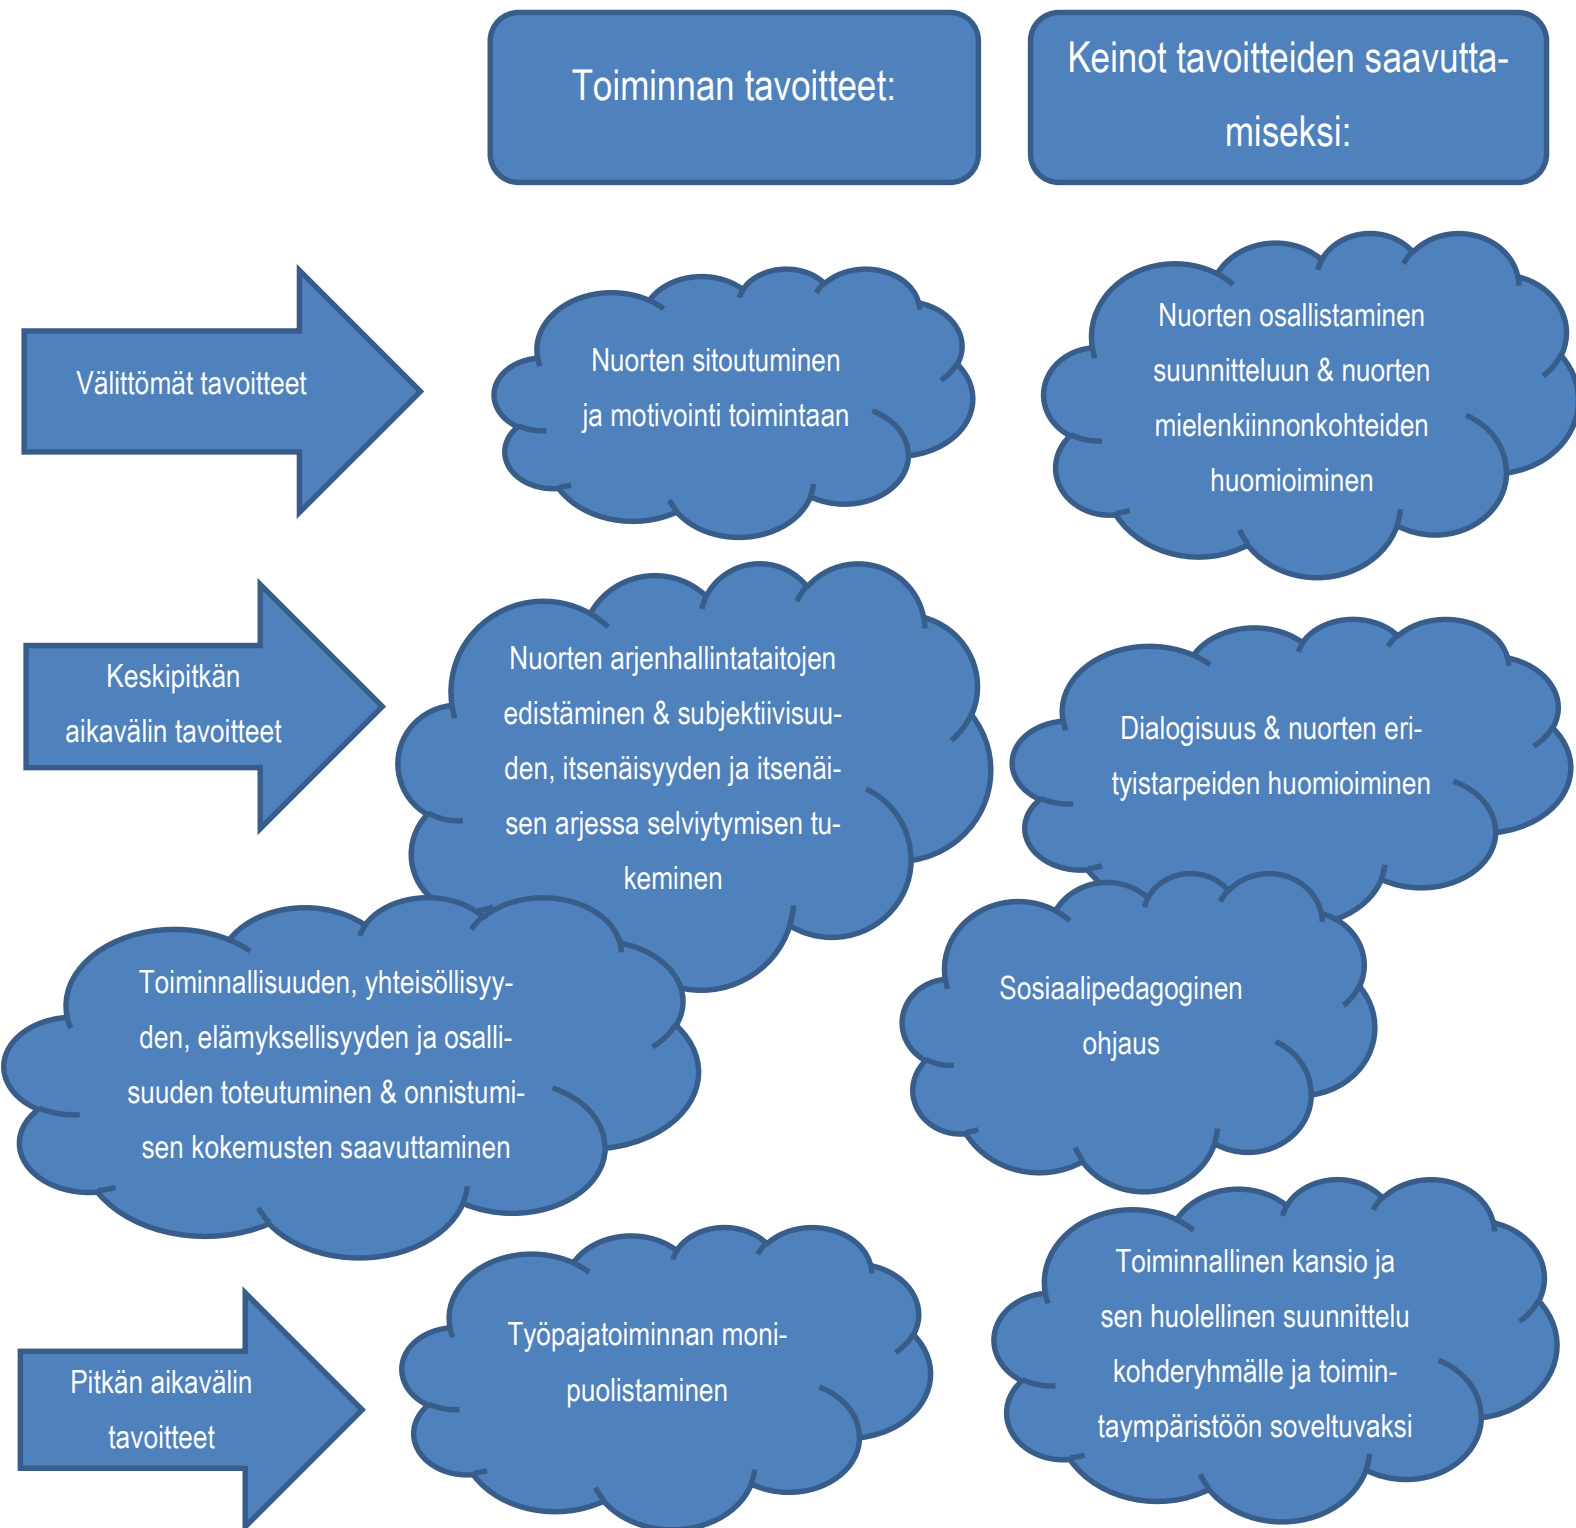 Toiminnan tavoitteet:
Keinot tavoitteiden saavutta-
miseksi:
Välittömät tavoitteet
Nuorten sitoutuminen
ja motivointi toimintaan
Nuorten osallistaminen
suunnitteluun & nuorten
mielenkiinnonkohteiden
huomioiminen
Keskipitkän
aikavälin tavoitteet
Nuorten arjenhallintataitojen
edistäminen & subjektiivisuu-
den, itsenäisyyden ja itsenäi-
sen arjessa selviytymisen tu-
keminen
Dialogisuus & nuorten eri-
tyistarpeiden huomioiminen
Toiminnallisuuden, yhteisöllisyy-
den, elämyksellisyyden ja osalli-
suuden toteutuminen & onnistumi-
sen kokemusten saavuttaminen
Sosiaalipedagoginen
ohjaus
Pitkän aikavälin
tavoitteet
Työpajatoiminnan moni-
puolistaminen
Toiminnallinen kansio ja
sen huolellinen suunnittelu
kohderyhmälle ja toimin-
taympäristöön soveltuvaksi